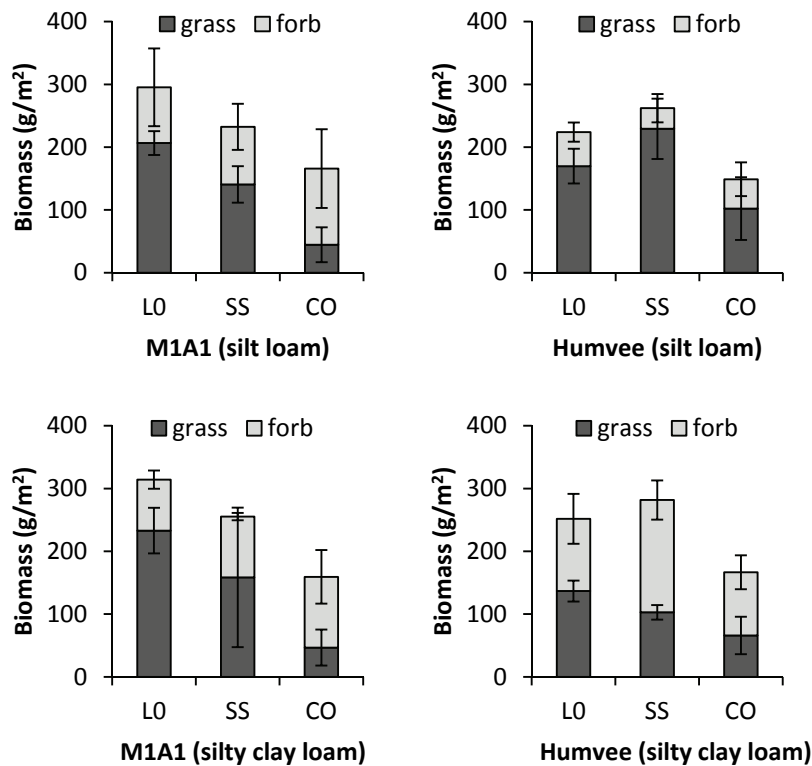 400
300
200
100
0
Biomass (g/m²)
grass forb
L0 SS CO
M1A1 (silt loam)
400
300
200
100
0
Biomass (g/m²)
grass forb
L0 SS CO
Humvee (silt loam)
400
300
200
100
0
Biomass (g/m²)
grass forb
L0 SS CO
M1A1 (silty clay loam)
400
300
200
100
0
Biomass (g/m²)
grass forb
L0 SS CO
Humvee (silty clay loam)